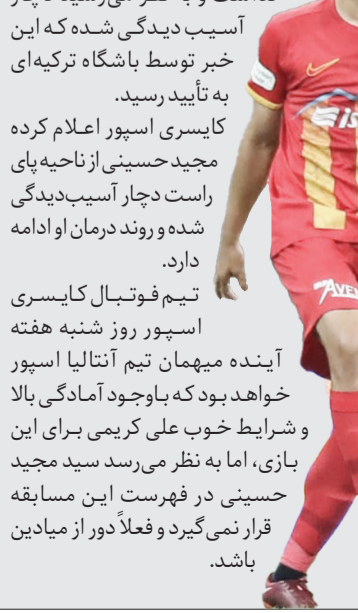 آسیب دیدگی شده که این
خبر توسط باشگاه ترکیه‌ای
به تأیید رسید.
کایسری اسپور اعلام کرده
مجید حسینی از ناحیه پای
راست دچار آسیب‌دیدگی
شده و روند درمان او ادامه
دارد.
تیم فوتبال کایسری
اسپور روز شنبه هفته
آینده میهمان تیم آنتالیا اسپور
خواهد بود که باوجود آمادگی بالا
و شرایط خوب علی کریمی برای این
بازی، اما به نظر می‌رسد سید مجید
حسینی در فهرست این مسابقه
قرار نمی‌گیرد و فعلاً دور از میادین
باشد.